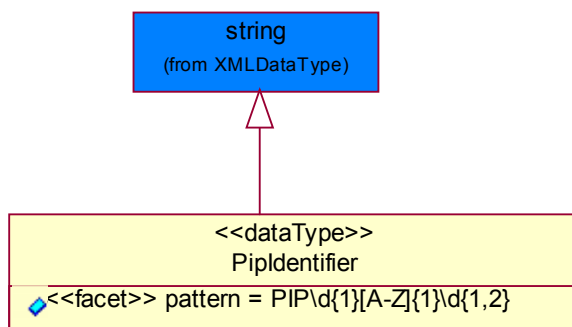 string
(from XMLDataType)
<<dataType>>
PipIdentifier
<<facet>> pattern = PIP\d{1}[A-Z]{1}\d{1,2}